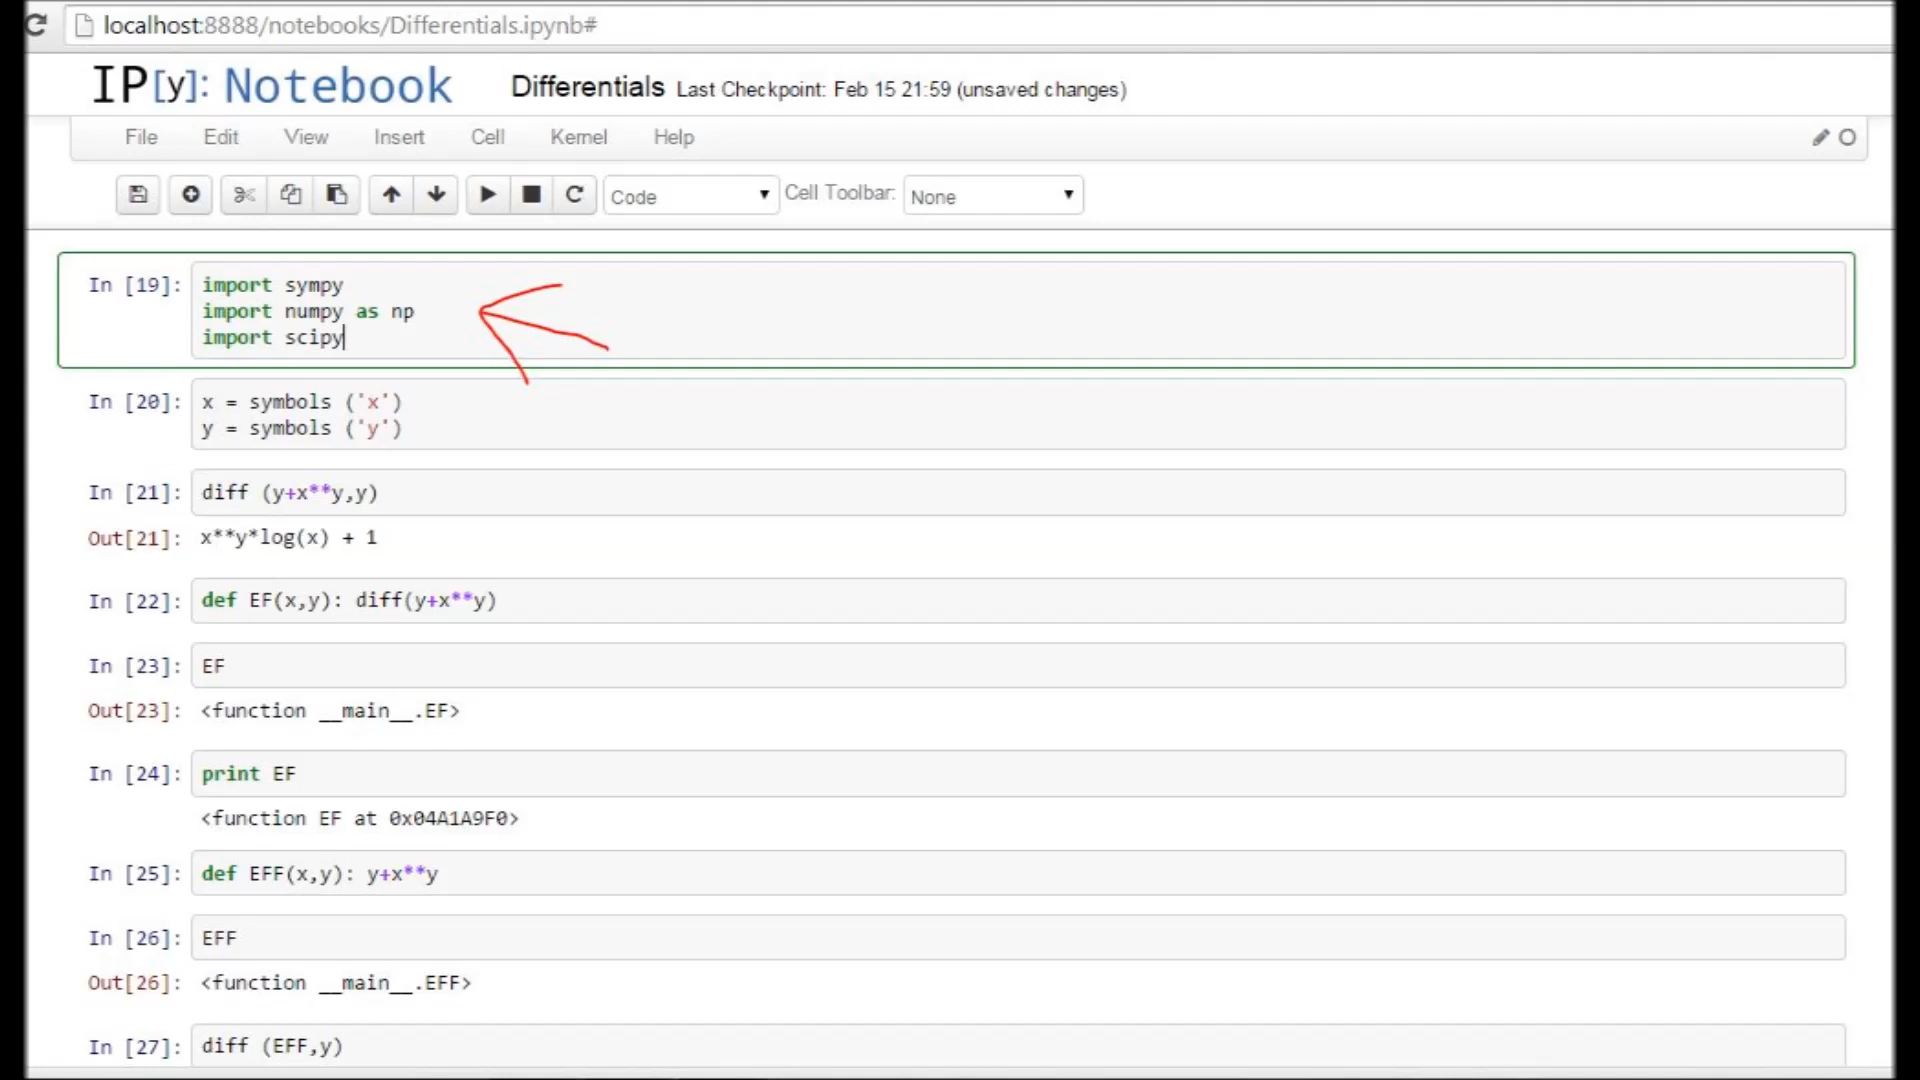 localhost:8888/notebooks/Differentials.ipynb#
IP[y]: Notebook Differentials Last Checkpoint: Feb 15 21:59 (unsaved changes)
File Edit View Insert Cell Kernel Help
Code Cell Toolbar: None
In [19]: import sympy
import numpy as np
import scipy
In [20]: x = symbols ('x')
y = symbols ('y')
In [21]: diff (y+x**y,y)
Out[21]: x**y*log(x) + 1
In [22]: def EF(x,y): diff(y+x**y)
In [23]: EF
Out[23]: <function __main__.EF>
In [24]: print EF
<function EF at 0x04A1A9F0>
In [25]: def EFF(x,y): y+x**y
In [26]: EFF
Out[26]: <function __main__.EFF>
In [27]: diff (EFF,y)